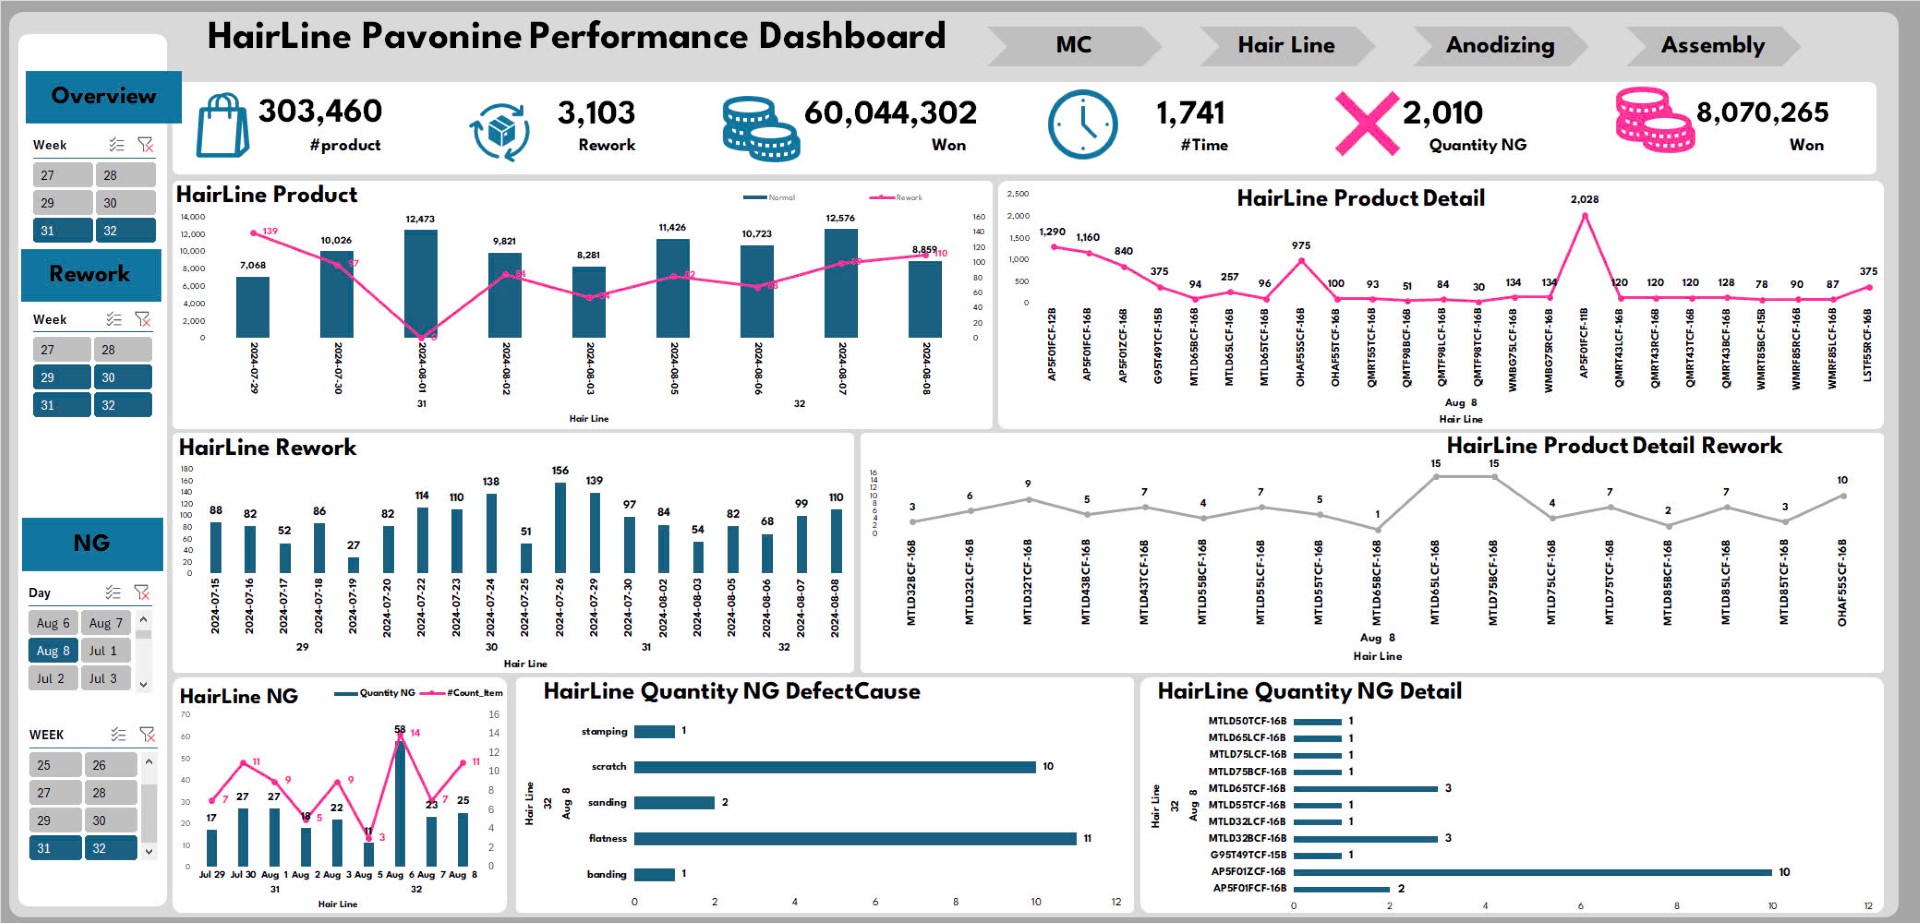 HairLine Pavonine Performance Dashboard
MC
Hair Line
Anodizing
Assembly
Overview
303,460
#product
3,103
Rework
60,044,302
Won
1,741
#Time
2,010
Quantity NG
8,070,265
Won
Week
27 28
29 30
31 32
Rework
Week
27 28
29 30
31 32
NG
Day
Aug 6 Aug 7
Aug 8 Jul 1
Jul 2 Jul 3
WEEK
25 26
27 28
29 30
31 32
HairLine Product
Normal Rework
14,000
12,000
10,000
8,000
6,000
4,000
2,000
0
160
140
120
100
80
60
40
20
0
7,068 10,026 12,473 9,821 8,281 11,426 10,723 12,576 8,859
139 97 84 54 82 68 110
2024-07-29 2024-07-30 2024-08-01 2024-08-02 2024-08-03 2024-08-05 2024-08-06 2024-08-07 2024-08-08
31 32
Hair Line
HairLine Product Detail
2,500
2,000
1,500
1,000
500
0
1,290 1,160 840 375 94 257 96 975 100 93 51 84 30 134 134 2,028 120 120 120 128 78 90 87 375
AP5F01FCF-12B AP5F01FCF-16B AP5F01ZCF-16B G95T49TCF-15B MTLD65BCF-16B MTLD65LCF-16B MTLD65TCF-16B OHAF55SCF-16B OHAF55TCF-16B QMRT55TCF-16B QMTF98BCF-16B QMTF98LCF-16B QMTF98TCF-16B WMBG75LCF-16B WMBG75RCF-16B AP5F01FCF-11B QMRT43LCF-16B QMRT43RCF-16B QMRT43TCF-16B QMRT43BCF-16B WMRT85BCF-15B WMRF85RCF-16B WMRF85LCF-16B LSTF55RCF-16B
Aug 8
Hair Line
HairLine Rework
180
160
140
120
100
80
60
40
20
0
88 82 52 86 27 82 114 110 138 51 156 139 97 84 54 82 68 99 110
2024-07-15 2024-07-16 2024-07-17 2024-07-18 2024-07-19 2024-07-20 2024-07-22 2024-07-23 2024-07-24 2024-07-25 2024-07-26 2024-07-29 2024-07-30 2024-08-02 2024-08-03 2024-08-05 2024-08-06 2024-08-07 2024-08-08
29 30 31 32
Hair Line
HairLine Product Detail Rework
16
14
12
10
8
6
4
2
0
3 6 9 5 7 4 7 5 1 15 15 4 7 2 7 3 10
MTLD32BCF-16B MTLD32LCF-16B MTLD32TCF-16B MTLD43BCF-16B MTLD43TCF-16B MTLD55BCF-16B MTLD55LCF-16B MTLD55TCF-16B MTLD65BCF-16B MTLD65LCF-16B MTLD75BCF-16B MTLD75LCF-16B MTLD75TCF-16B MTLD85BCF-16B MTLD85LCF-16B MTLD85TCF-16B OHAF55SCF-16B
Aug 8
Hair Line
HairLine NG
Quantity NG #Count_Item
70
60
50
40
30
20
10
0
16
14
12
10
8
6
4
2
0
17 27 27 18 22 11 58 23 25
7 11 9 5 9 3 14 7 11
Jul 29 Jul 30 Aug 1 Aug 2 Aug 3 Aug 5 Aug 6 Aug 7 Aug 8
31 32
Hair Line
HairLine Quantity NG DefectCause
Hair Line
32
Aug 8
stamping 1
scratch 10
sanding 2
flatness 11
banding 1
0 2 4 6 8 10 12
HairLine Quantity NG Detail
Hair Line
32
Aug 8
MTLD50TCF-16B 1
MTLD65LCF-16B 1
MTLD75LCF-16B 1
MTLD75BCF-16B 1
MTLD65TCF-16B 3
MTLD55TCF-16B 1
MTLD32LCF-16B 1
MTLD32BCF-16B 3
G95T49TCF-15B 1
AP5F01ZCF-16B 10
AP5F01FCF-16B 2
0 2 4 6 8 10 12